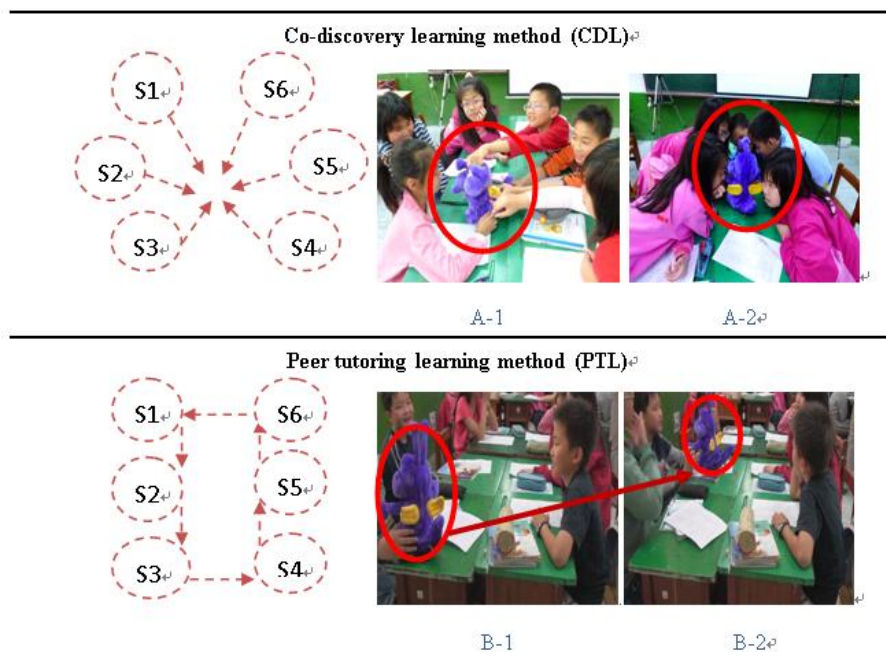 Co-discovery learning method (CDL)
S1 S6
S2 S5
S3 S4
A-1 A-2
Peer tutoring learning method (PTL)
S1 S6
S2 S5
S3 S4
B-1 B-2